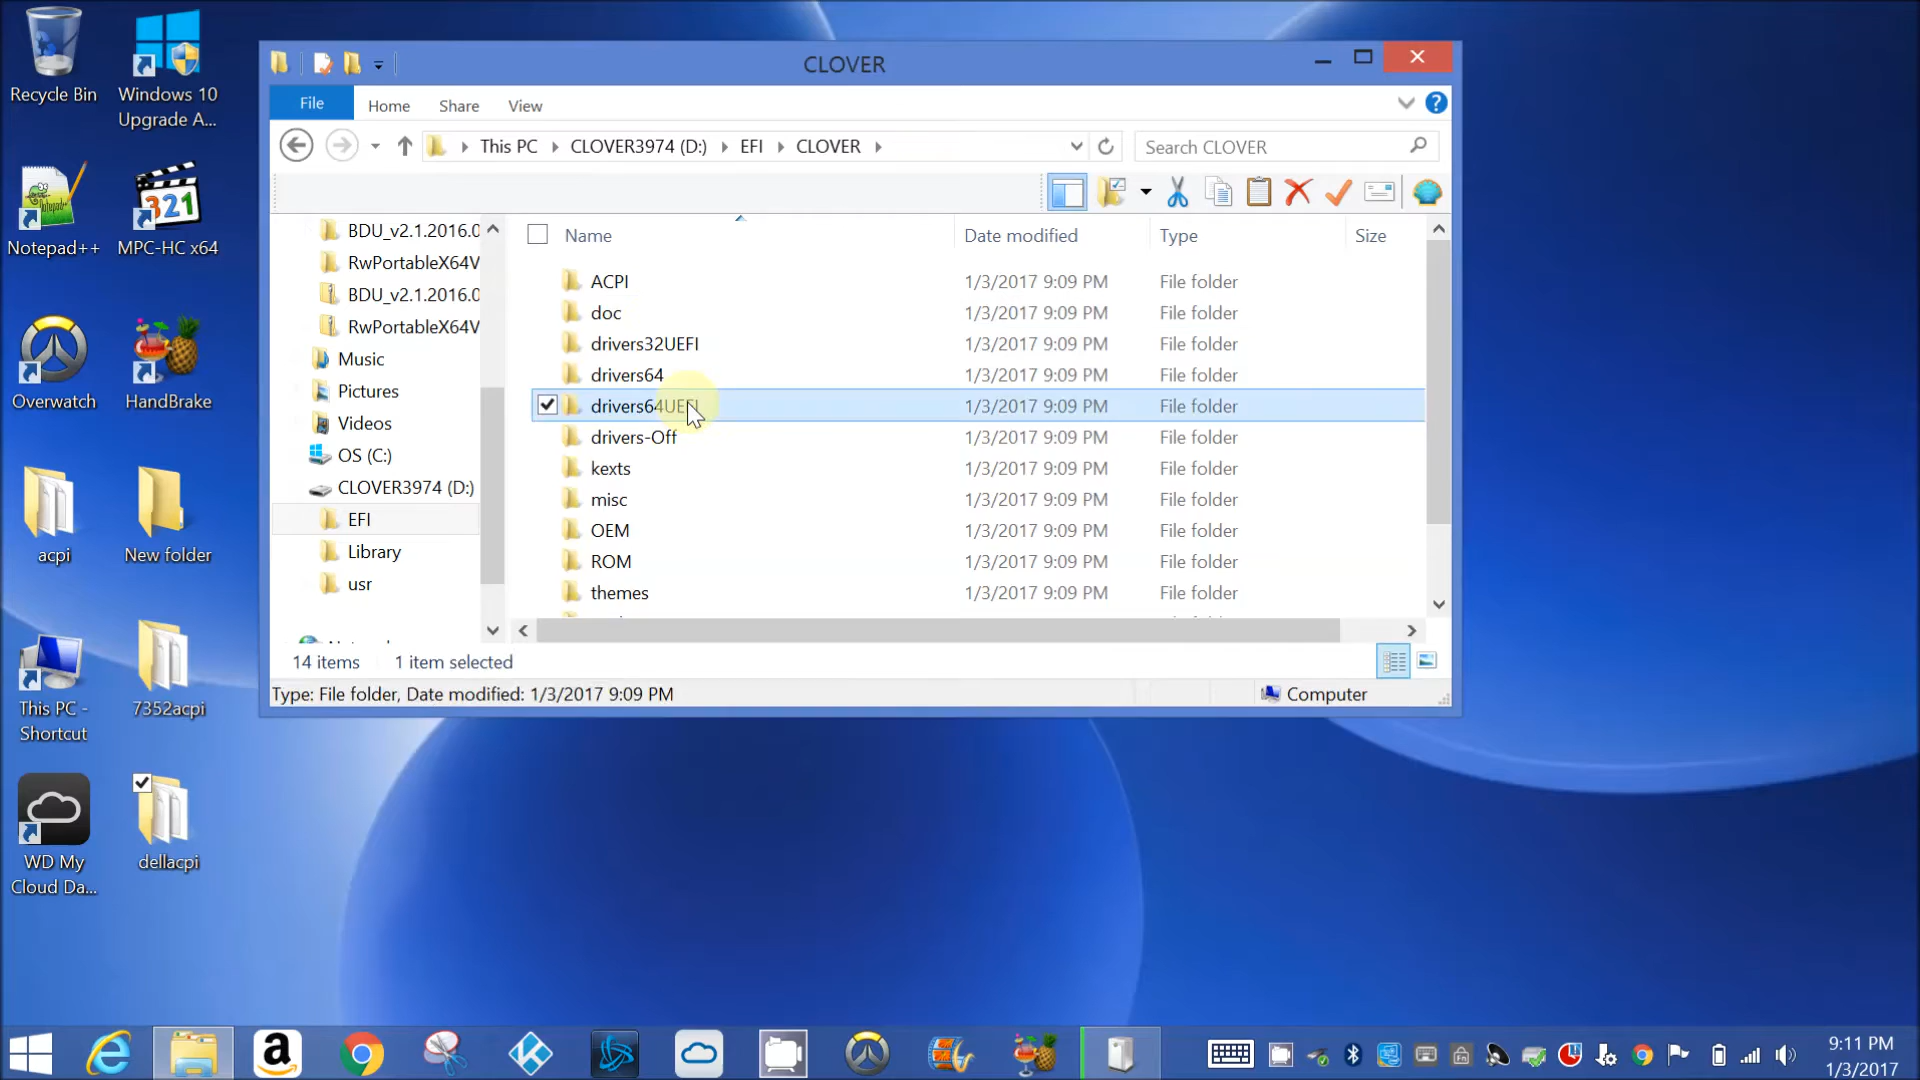 Recycle Bin
Windows 10
Upgrade A...
Notepad++
MPC-HC x64
Overwatch
HandBrake
acpi
New folder
This PC -
Shortcut
7352acpi
WD My
Cloud Da...
dellacpi
CLOVER
File
Home
Share
View
This PC
CLOVER3974 (D:)
EFI
CLOVER
Search CLOVER
BDU_v2.1.2016.0
RwPortableX64V
BDU_v2.1.2016.0
RwPortableX64V
Music
Pictures
Videos
OS (C:)
CLOVER3974 (D:)
EFI
Library
usr
Name Date modified Type Size
ACPI 1/3/2017 9:09 PM File folder
doc 1/3/2017 9:09 PM File folder
drivers32UEFI 1/3/2017 9:09 PM File folder
drivers64 1/3/2017 9:09 PM File folder
drivers64UEFI 1/3/2017 9:09 PM File folder
drivers-Off 1/3/2017 9:09 PM File folder
kexts 1/3/2017 9:09 PM File folder
misc 1/3/2017 9:09 PM File folder
OEM 1/3/2017 9:09 PM File folder
ROM 1/3/2017 9:09 PM File folder
themes 1/3/2017 9:09 PM File folder
14 items 1 item selected
Type: File folder, Date modified: 1/3/2017 9:09 PM
Computer
9:11 PM
1/3/2017